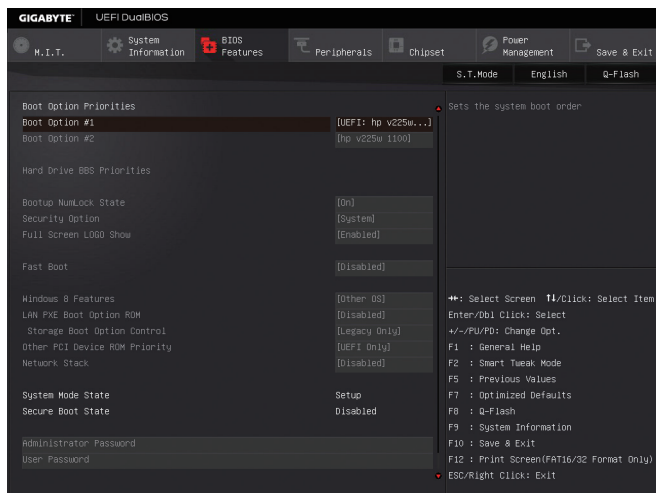 GIGABYTE™ UEFI DualBIOS
M.I.T.
System Information
BIOS Features
Peripherals
Chipset
Power Management
Save & Exit
S.T.Mode English Q-Flash
Boot Option Priorities
Boot Option #1 [UEFI: hp v225w...]
Boot Option #2 [hp v225w 1100]
Hard Drive BBS Priorities
Bootup NumLock State [On]
Security Option [System]
Full Screen LOGO Show [Enabled]
Fast Boot [Disabled]
Windows 8 Features [Other OS]
LAN PXE Boot Option ROM [Disabled]
Storage Boot Option Control [Legacy Only]
Other PCI Device ROM Priority [UEFI Only]
Network Stack [Disabled]
System Mode State Setup
Secure Boot State Disabled
Administrator Password
User Password
Sets the system boot order
→←: Select Screen ↑↓/Click: Select Item
Enter/Dbl Click: Select
+/-/PU/PD: Change Opt.
F1 : General Help
F2 : Smart Tweak Mode
F5 : Previous Values
F7 : Optimized Defaults
F8 : Q-Flash
F9 : System Information
F10 : Save & Exit
F12 : Print Screen(FAT16/32 Format Only)
ESC/Right Click: Exit